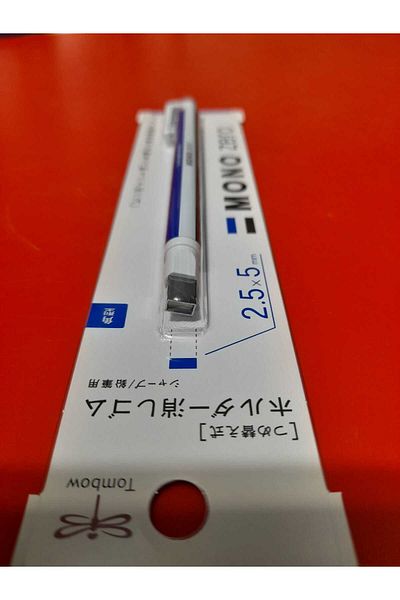 Tombow
[つめ替え式]
ホルダー消しゴム
シャープ/鉛筆用
角型
2.5×5mm
MONO zero